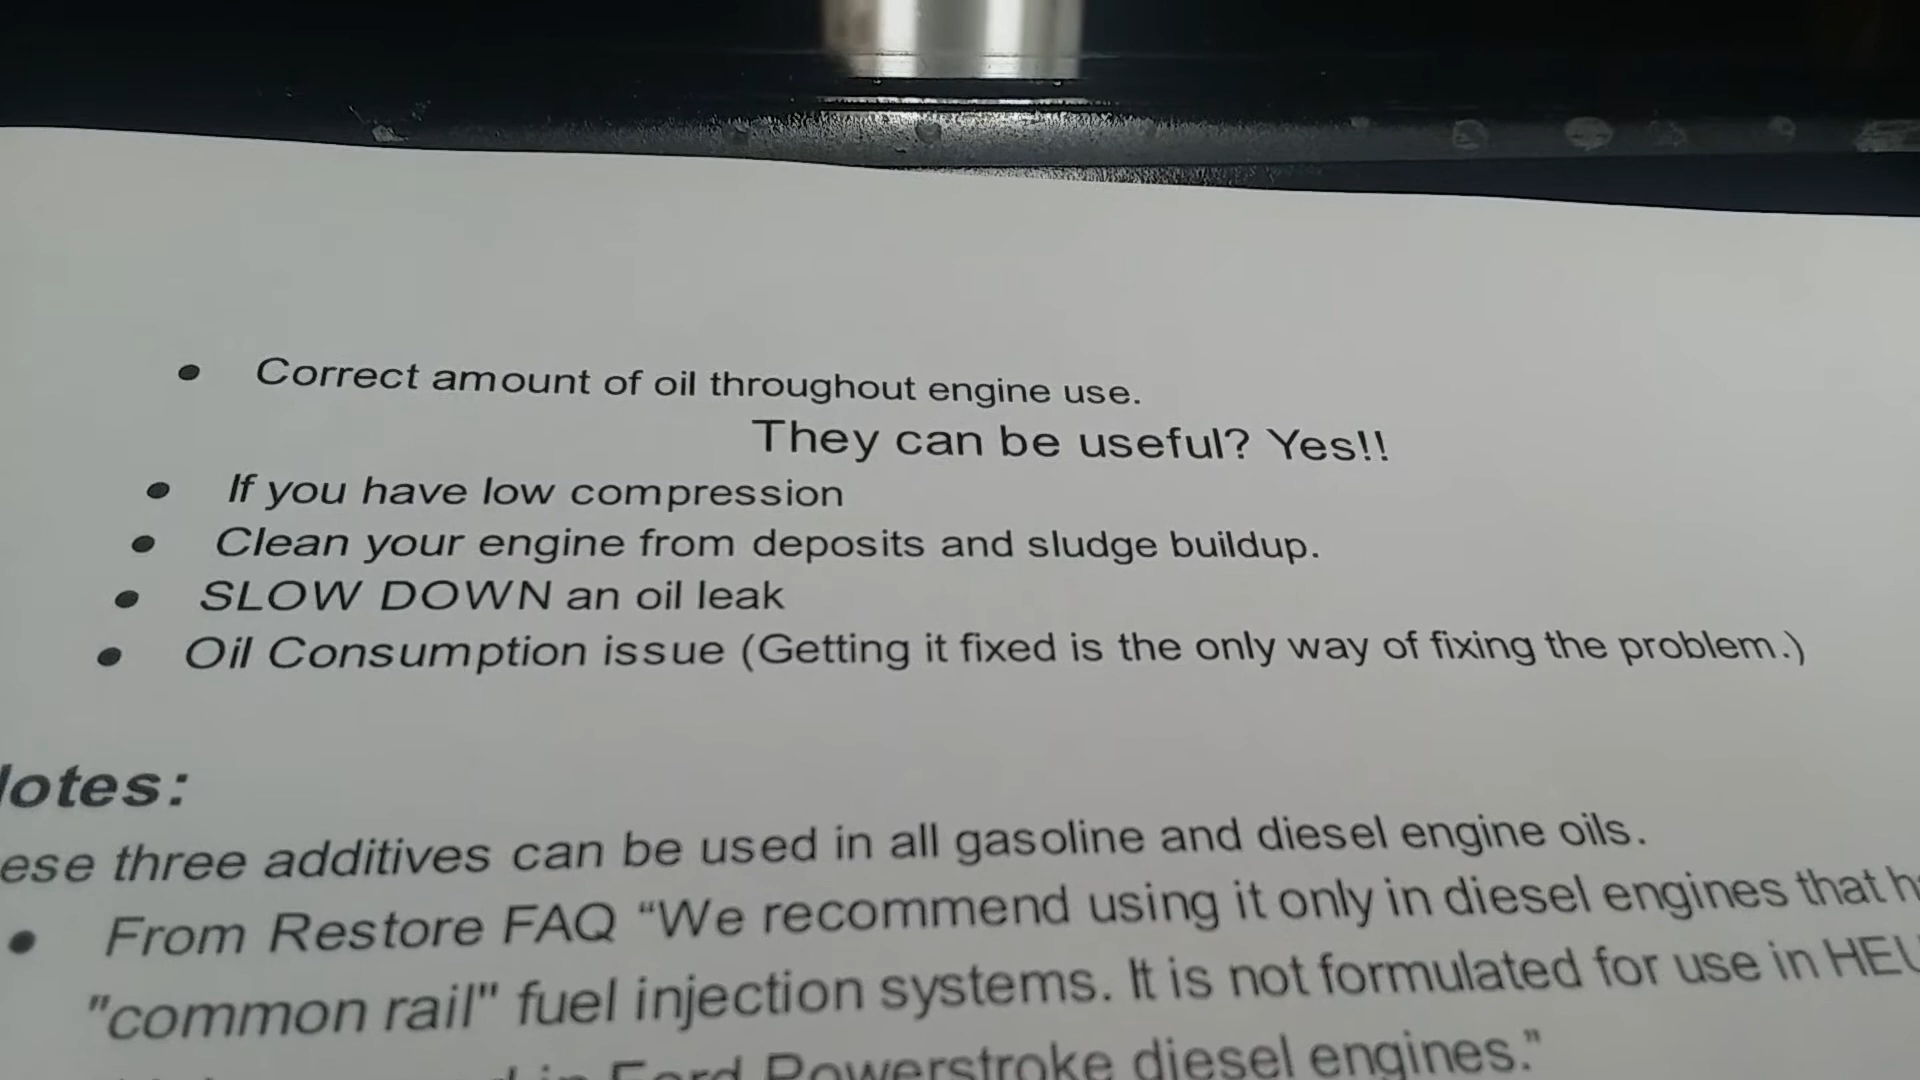 • Correct amount of oil throughout engine use.
They can be useful? Yes!!
• If you have low compression
• Clean your engine from deposits and sludge buildup.
• SLOW DOWN an oil leak
• Oil Consumption issue (Getting it fixed is the only way of fixing the problem.)
three additives can be used in all gasoline and diesel engine oils.
• From Restore FAQ “We recommend using it only in diesel engines that
"common rail" fuel injection systems. It is not formulated for use in
in Ford Powerstroke diesel engines.”